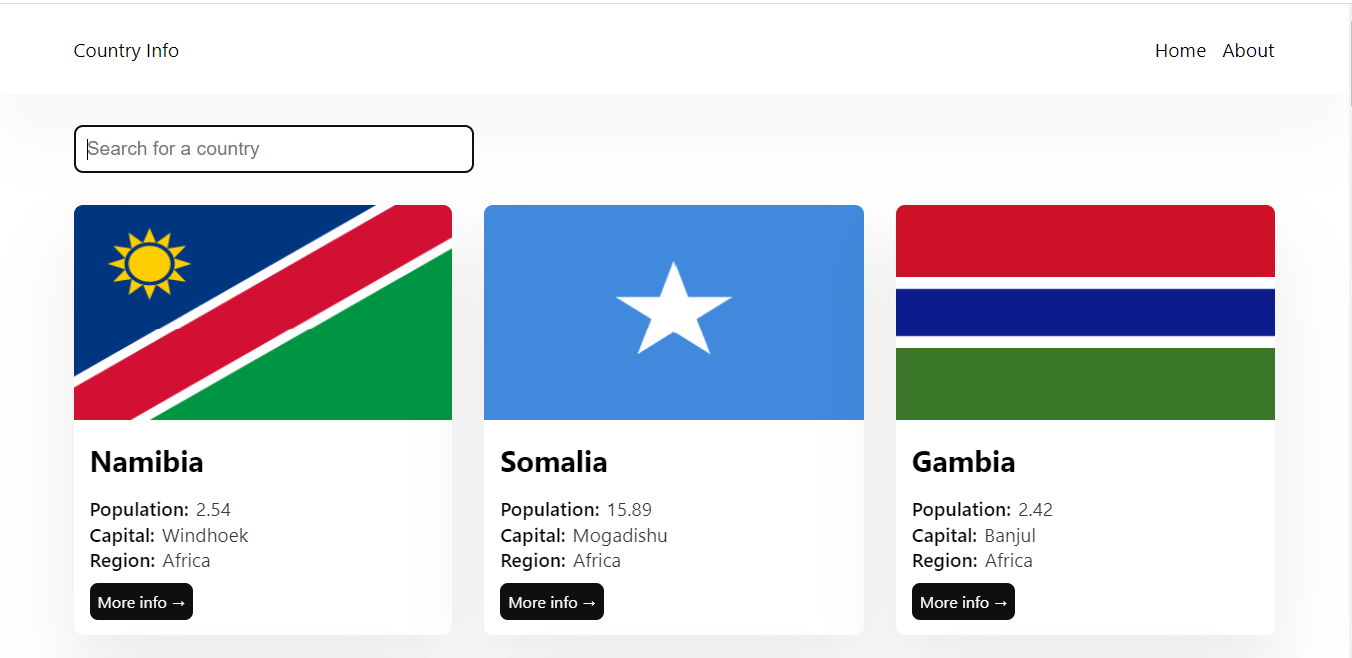 Country Info
Home About
Search for a country
Namibia
Population: 2.54
Capital: Windhoek
Region: Africa
More info →
Somalia
Population: 15.89
Capital: Mogadishu
Region: Africa
More info →
Gambia
Population: 2.42
Capital: Banjul
Region: Africa
More info →